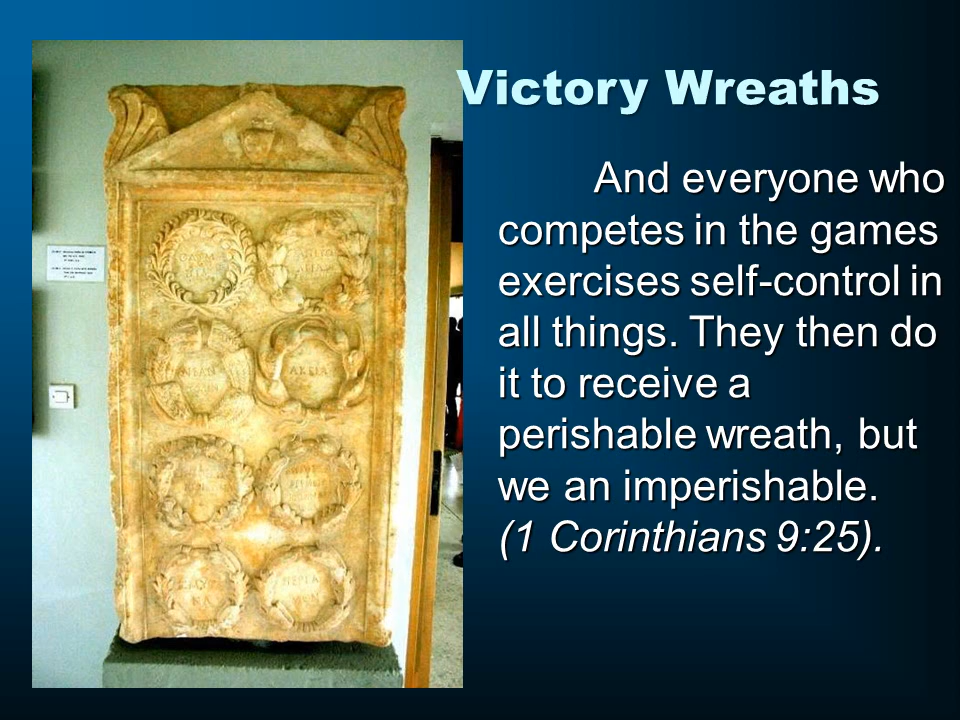 Victory Wreaths
And everyone who
competes in the games
exercises self-control in
all things. They then do
it to receive a
perishable wreath, but
we an imperishable.
(1 Corinthians 9:25).